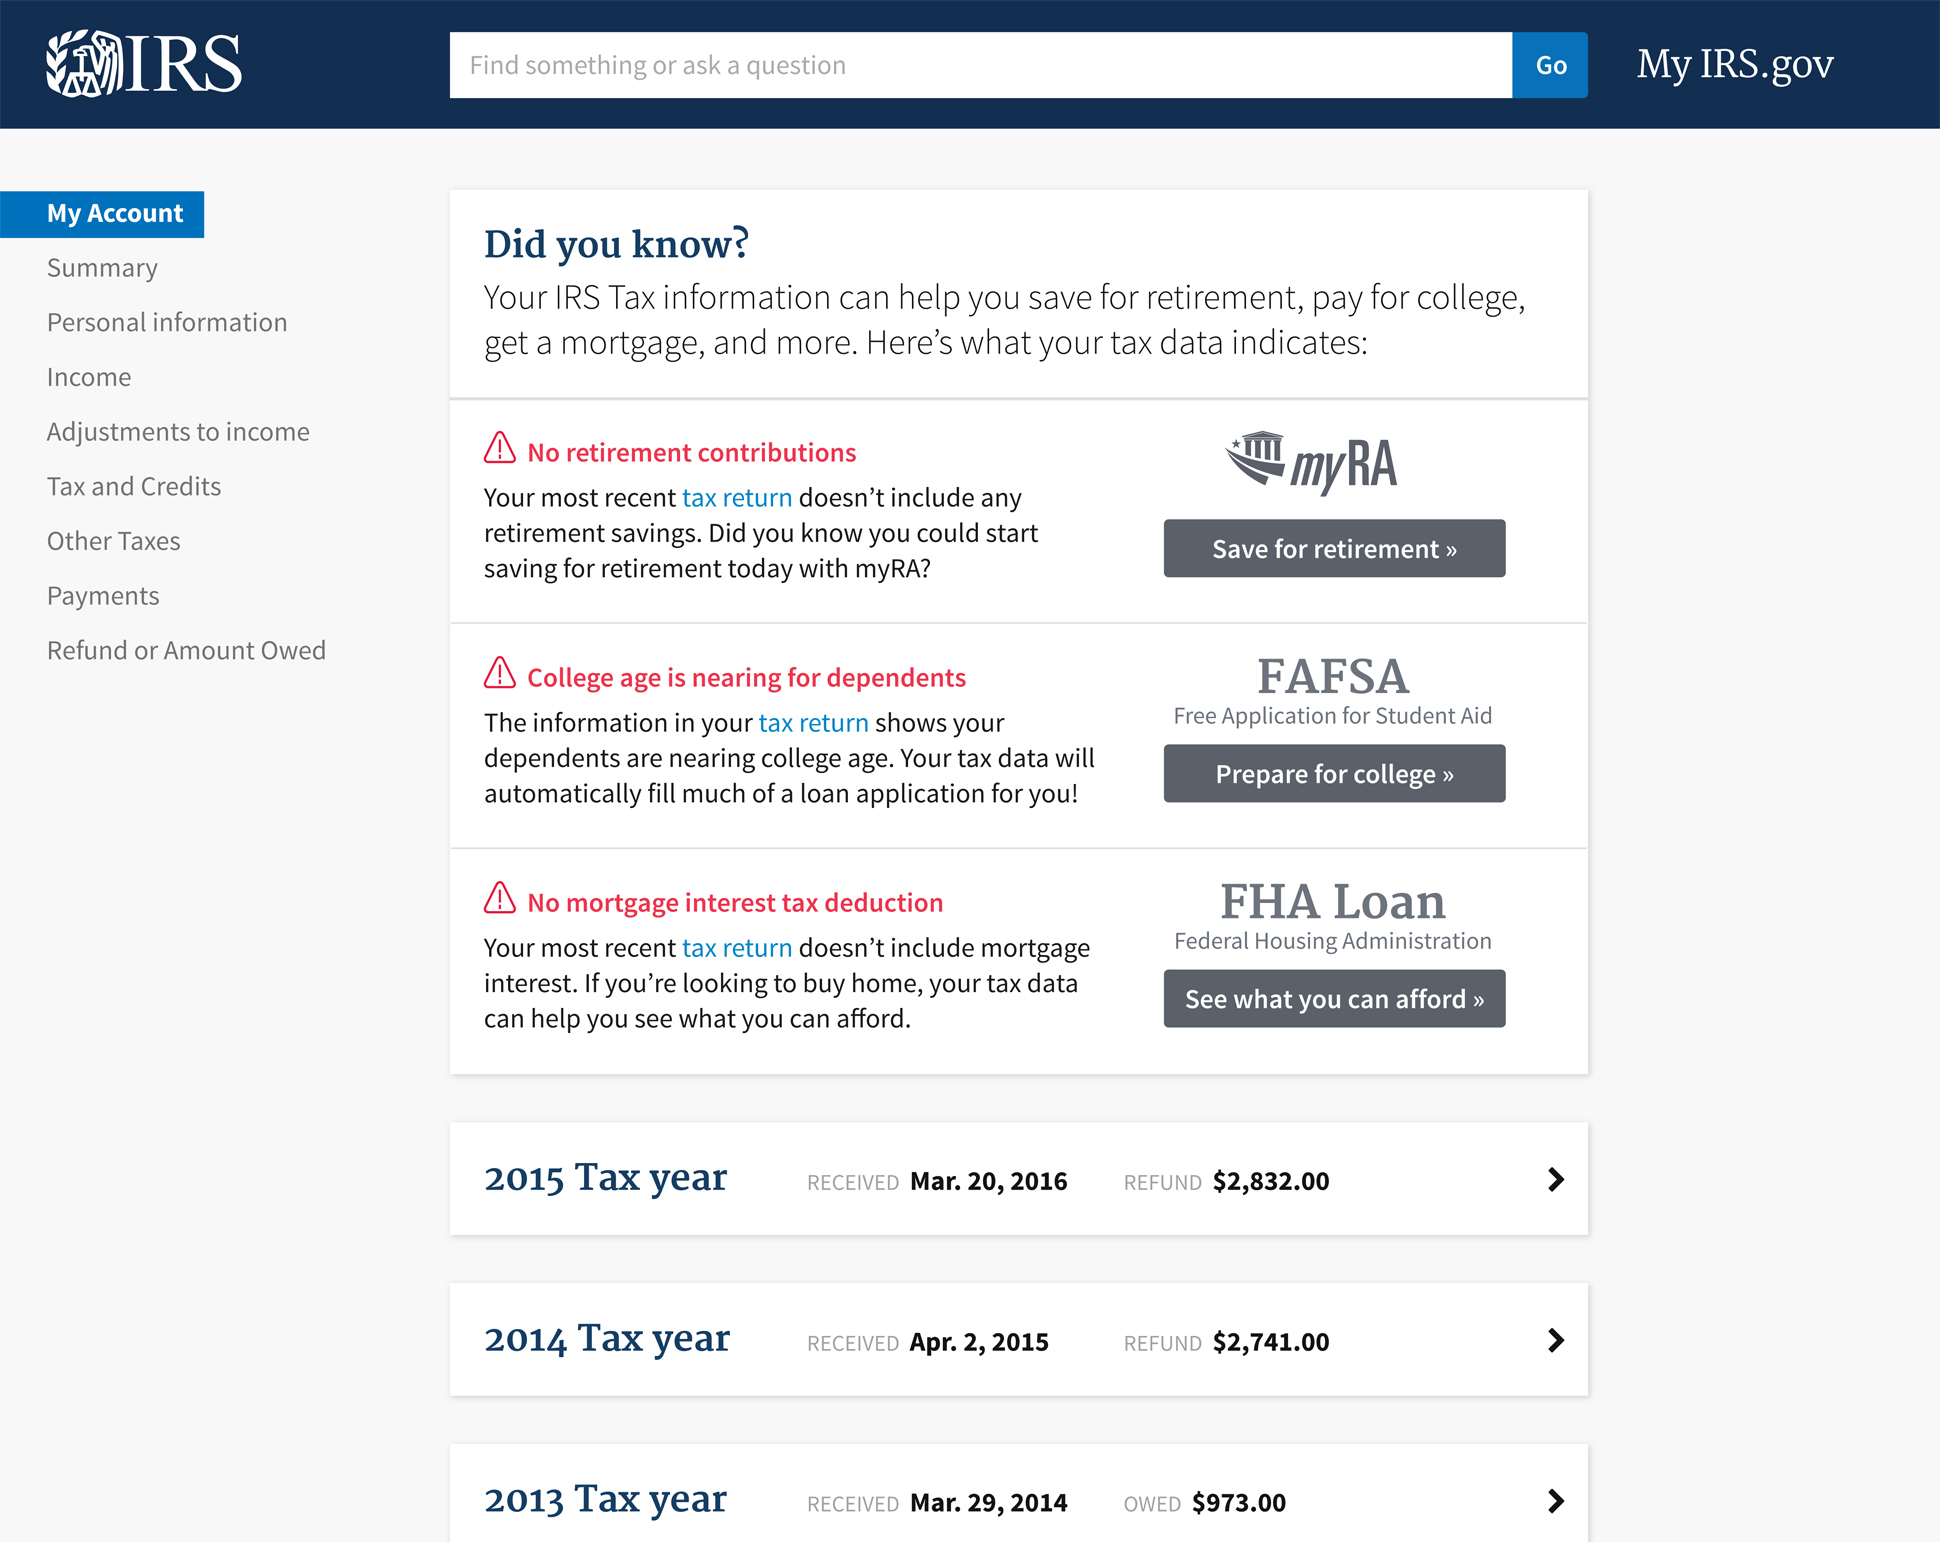 IRS
Find something or ask a question
Go
My IRS.gov
My Account
Summary
Personal information
Income
Adjustments to income
Tax and Credits
Other Taxes
Payments
Refund or Amount Owed
Did you know?
Your IRS Tax information can help you save for retirement, pay for college,
get a mortgage, and more. Here’s what your tax data indicates:
No retirement contributions
Your most recent tax return doesn’t include any
retirement savings. Did you know you could start
saving for retirement today with myRA?
myRA
Save for retirement »
College age is nearing for dependents
The information in your tax return shows your
dependents are nearing college age. Your tax data will
automatically fill much of a loan application for you!
FAFSA
Free Application for Student Aid
Prepare for college »
No mortgage interest tax deduction
Your most recent tax return doesn’t include mortgage
interest. If you’re looking to buy home, your tax data
can help you see what you can afford.
FHA Loan
Federal Housing Administration
See what you can afford »
2015 Tax year RECEIVED Mar. 20, 2016 REFUND $2,832.00
2014 Tax year RECEIVED Apr. 2, 2015 REFUND $2,741.00
2013 Tax year RECEIVED Mar. 29, 2014 OWED $973.00